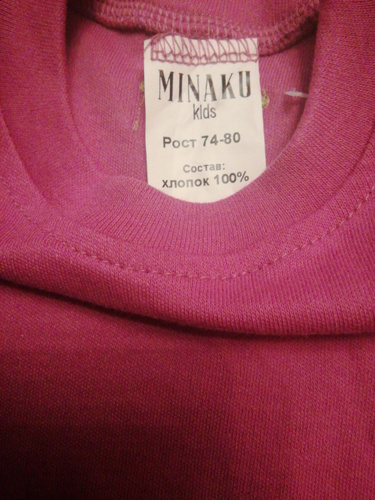 MINAKU
kids
Рост 74-80
Состав:
хлопок 100%